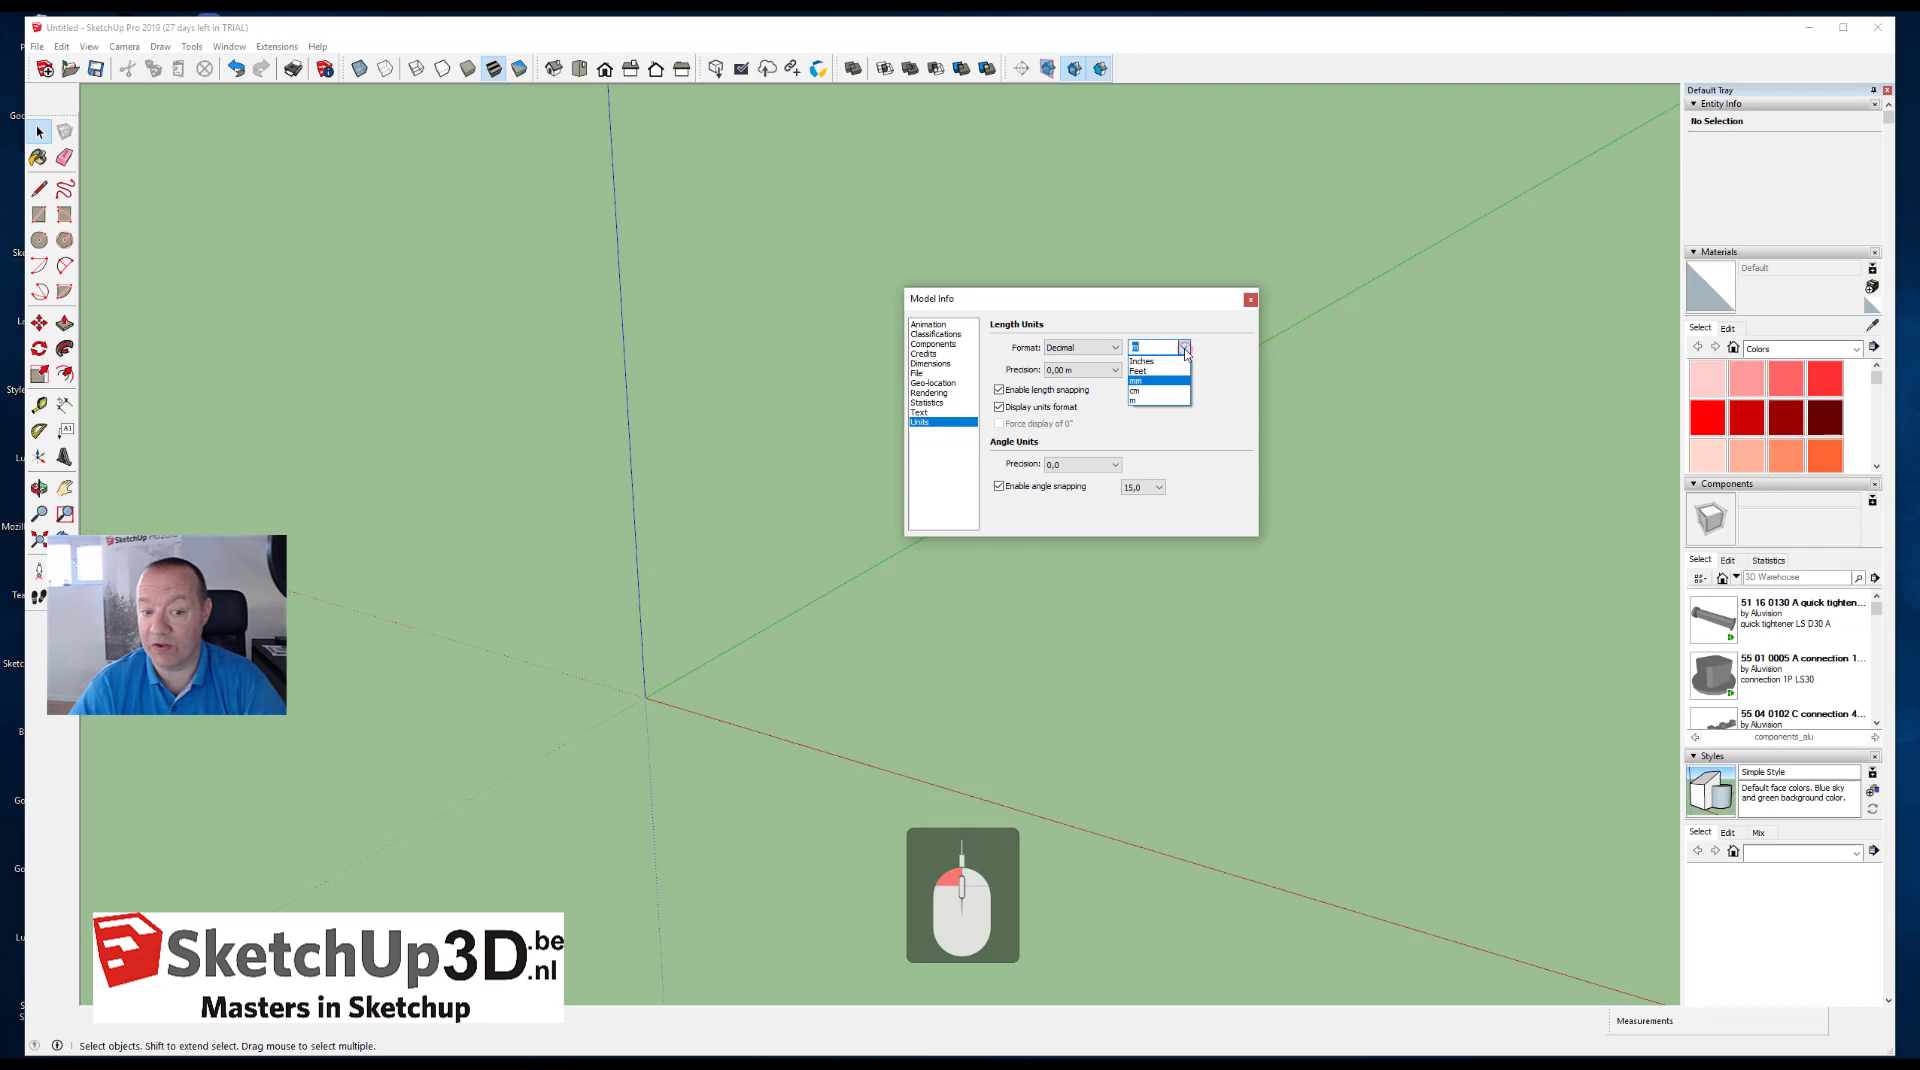 Untitled - SketchUp Pro 2019 (27 days left in TRIAL)
File Edit View Camera Draw Tools Window Extensions Help
Default Tray
Entity Info
No Selection
Materials
Default
Select Edit
Colors
Components
Select Edit Statistics
3D Warehouse
51 16 0130 A quick tighten...
by Aluvision
quick tightener LS D30 A
55 01 0005 A connection 1...
by Aluvision
connection 1P LS30
55 04 0102 C connection 4...
by Aluvision
components_alu
Styles
Simple Style
Default face colors. Blue sky
and green background color.
Select Edit Mix
Measurements
Model Info
Animation
Classifications
Components
Credits
Dimensions
File
Geo-location
Rendering
Statistics
Text
Units
Length Units
Format: Decimal m
Inches
Feet
mm
cm
m
Precision: 0,00 m
Enable length snapping
Display units format
Force display of 0"
Angle Units
Precision: 0,0
Enable angle snapping 15,0
SketchUp3D.be
.nl
Masters in Sketchup
Select objects. Shift to extend select. Drag mouse to select multiple.